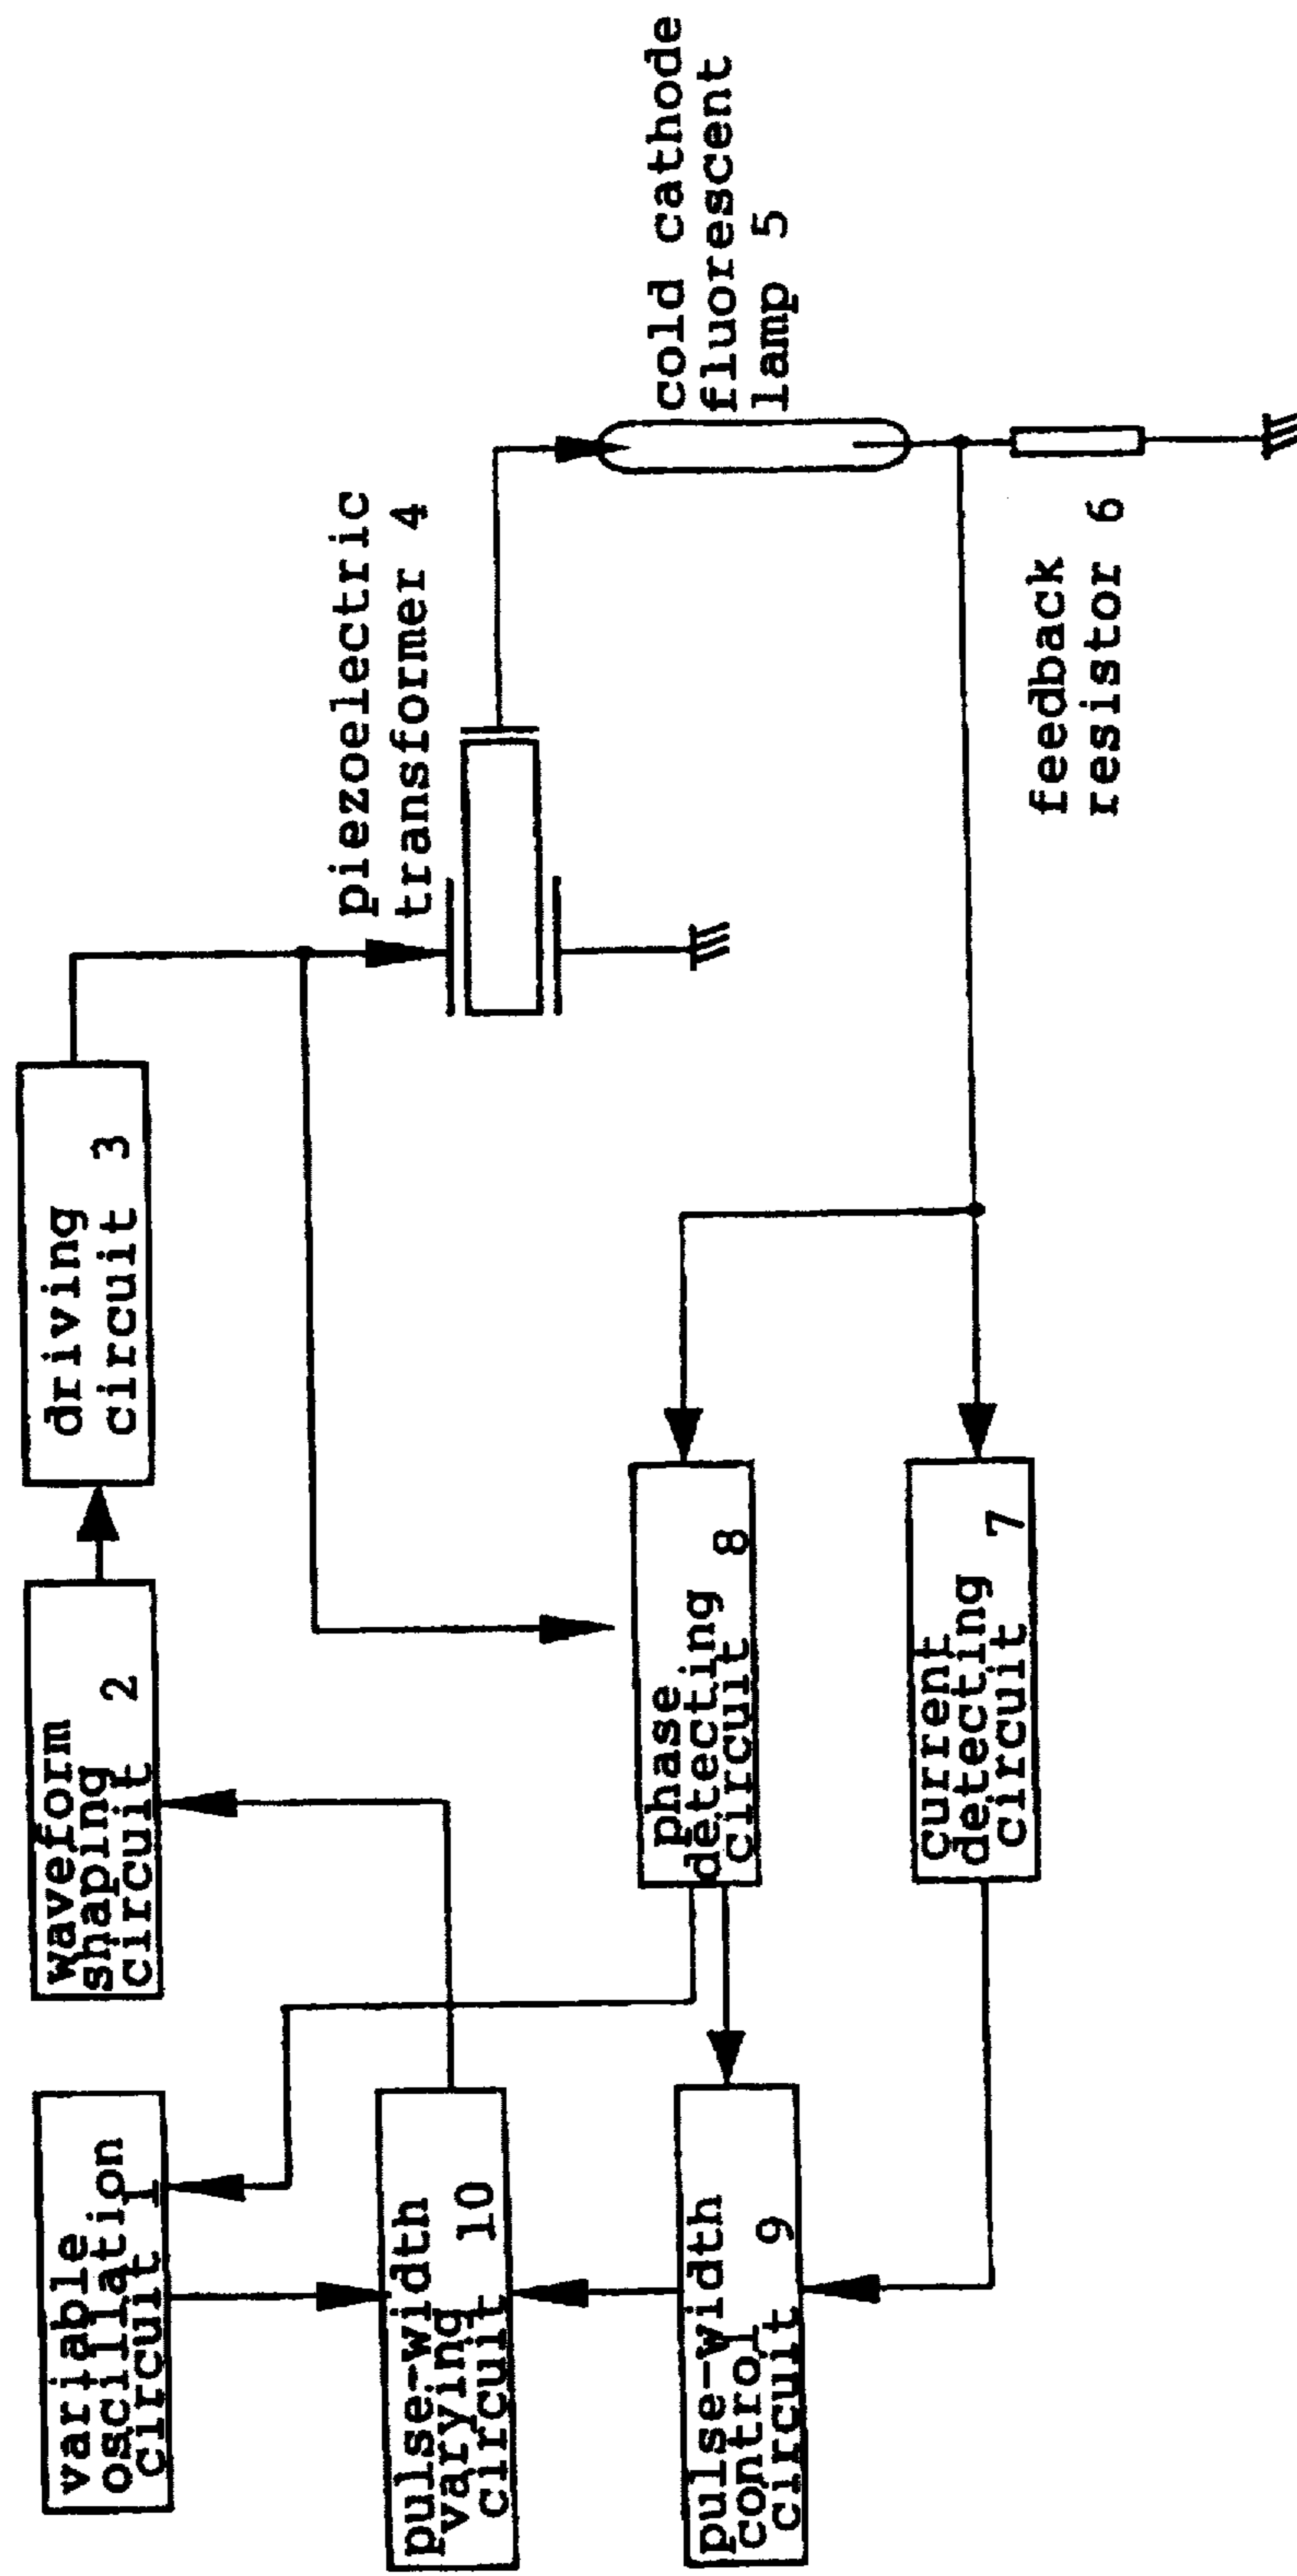 variable
oscillation
circuit 1
waveform
shaping
circuit 2
driving
circuit 3
piezoelectric
transformer 4
cold cathode
fluorescent
lamp 5
pulse-width
varying
circuit 10
pulse-width
control
circuit 9
phase
detecting
circuit 8
current
detecting
circuit 7
feedback
resistor 6